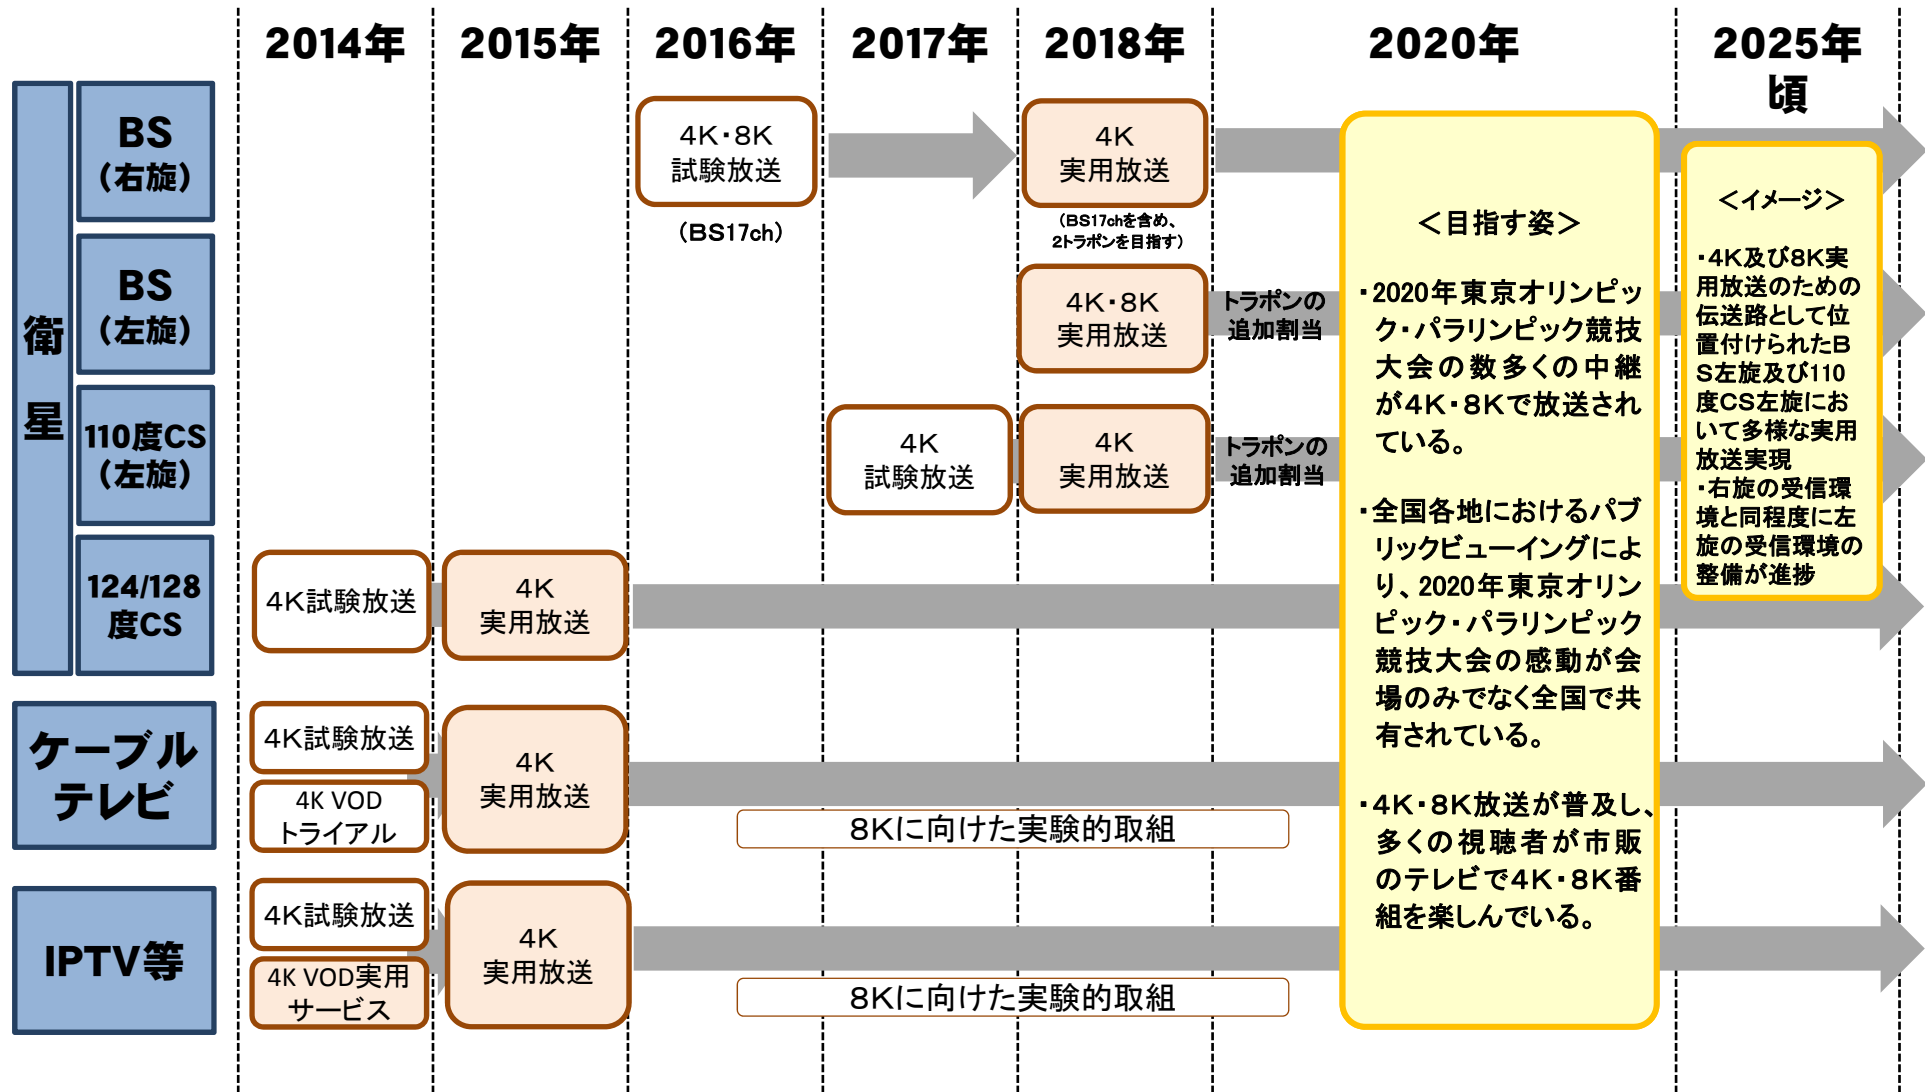 2014年
2015年
2016年
2017年
2018年
2020年
2025年
頃
衛
星
BS
（右旋）
4K・8K
試験放送
（BS17ch）
4K
実用放送
（BS17chを含め、
2トラポンを目指す）
BS
（左旋）
4K・8K
実用放送
トラポンの
追加割当
110度CS
（左旋）
4K
試験放送
4K
実用放送
トラポンの
追加割当
124/128
度CS
4K試験放送
4K
実用放送
ケーブル
テレビ
4K試験放送
4K VOD
トライアル
4K
実用放送
8Kに向けた実験的取組
IPTV等
4K試験放送
4K VOD実用
サービス
4K
実用放送
8Kに向けた実験的取組
＜目指す姿＞
・2020年東京オリンピッ
ク・パラリンピック競技
大会の数多くの中継
が4K・8Kで放送され
ている。
・全国各地におけるパブ
リックビューイングによ
り、2020年東京オリン
ピック・パラリンピック
競技大会の感動が会
場のみでなく全国で共
有されている。
・4K・8K放送が普及し、
多くの視聴者が市販
のテレビで4K・8K番
組を楽しんでいる。
＜イメージ＞
・4K及び8K実
用放送のための
伝送路として位
置付けられたB
S左旋及び110
度CS左旋にお
いて多様な実用
放送実現
・右旋の受信環
境と同程度に左
旋の受信環境の
整備が進捗